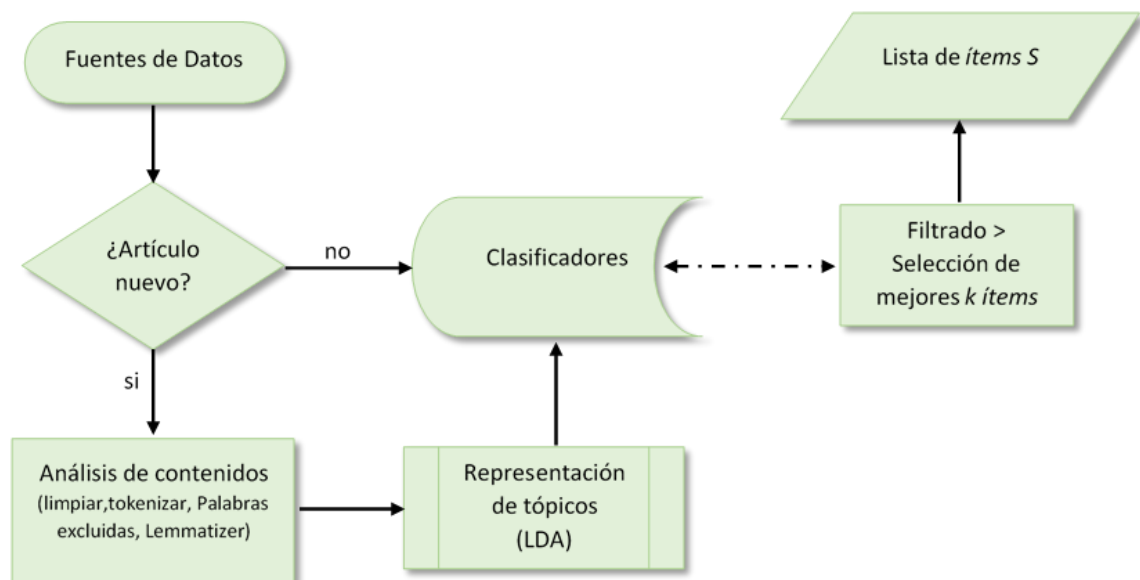 Fuentes de Datos
Lista de ítems S
¿Artículo
nuevo?
no
Clasificadores
Filtrado >
Selección de
mejores k ítems
si
Análisis de contenidos
(limpiar,tokenizar, Palabras
excluidas, Lemmatizer)
Representación
de tópicos
(LDA)